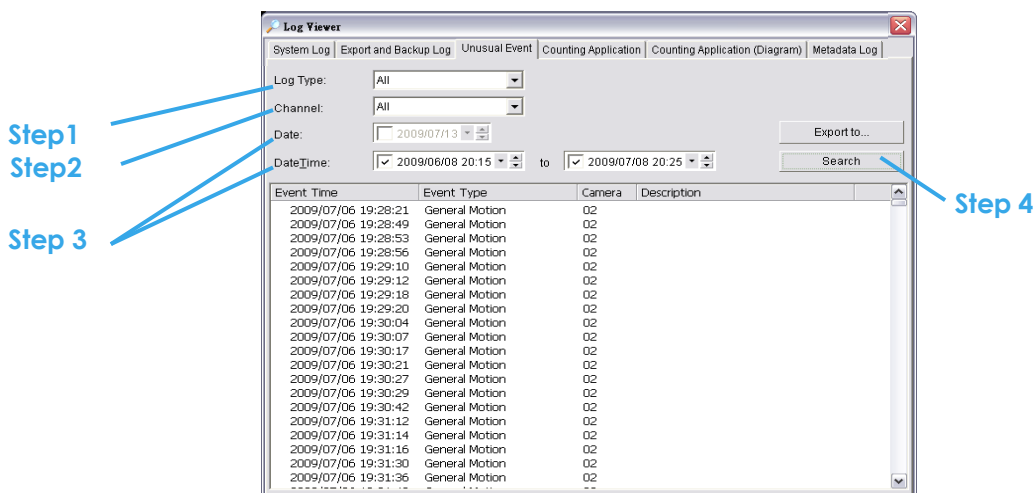 Log Viewer
System Log Export and Backup Log Unusual Event Counting Application Counting Application (Diagram) Metadata Log
Log Type: All
Channel: All
Date: 2009/07/13 Export to...
DateTime: 2009/06/08 20:15 to 2009/07/08 20:25 Search
Step1
Step2
Step 3
Step 4
Event Time Event Type Camera Description
2009/07/06 19:28:21 General Motion 02
2009/07/06 19:28:49 General Motion 02
2009/07/06 19:28:53 General Motion 02
2009/07/06 19:28:56 General Motion 02
2009/07/06 19:29:10 General Motion 02
2009/07/06 19:29:12 General Motion 02
2009/07/06 19:29:18 General Motion 02
2009/07/06 19:29:20 General Motion 02
2009/07/06 19:30:04 General Motion 02
2009/07/06 19:30:07 General Motion 02
2009/07/06 19:30:17 General Motion 02
2009/07/06 19:30:21 General Motion 02
2009/07/06 19:30:27 General Motion 02
2009/07/06 19:30:29 General Motion 02
2009/07/06 19:30:42 General Motion 02
2009/07/06 19:31:12 General Motion 02
2009/07/06 19:31:14 General Motion 02
2009/07/06 19:31:16 General Motion 02
2009/07/06 19:31:30 General Motion 02
2009/07/06 19:31:36 General Motion 02